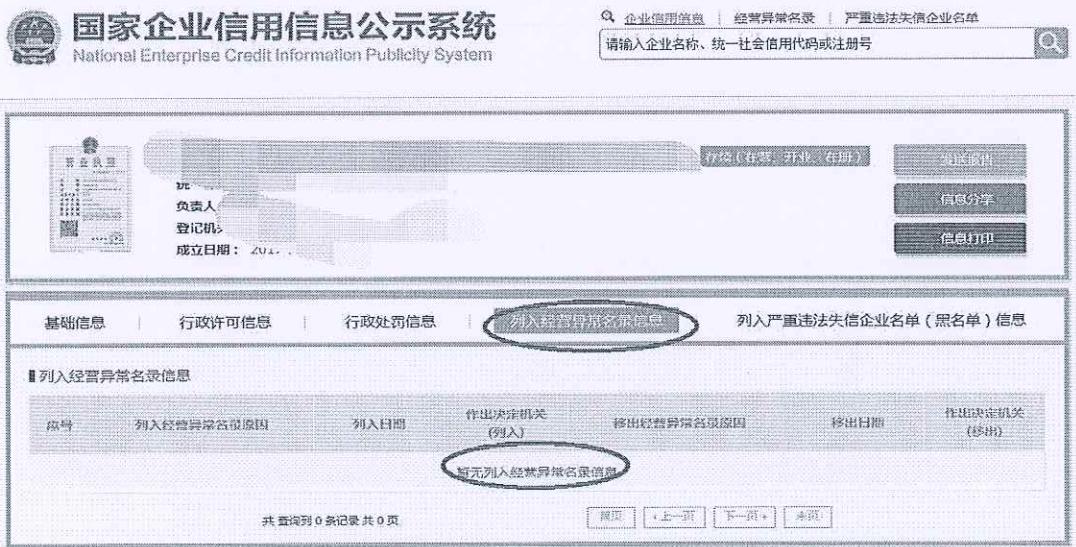 国家企业信用信息公示系统
National Enterprise Credit Information Publicity System
企业信用信息 | 经营异常名录 | 严重违法失信企业名单
请输入企业名称、统一社会信用代码或注册号
营业执照
存续（在营、开业、在册）
发送报告
统
信息分享
负责人
登记机
信息打印
成立日期： 201
基础信息 | 行政许可信息 | 行政处罚信息 | 列入经营异常名录信息 列入严重违法失信企业名单（黑名单）信息
列入经营异常名录信息
序号 列入经营异常名录原因 列入日期 作出决定机关(列入) 移出经营异常名录原因 移出日期 作出决定机关(移出)
暂无列入经营异常名录信息
共 查询到 0 条记录 共 0 页 首页 上一页 下一页 末页